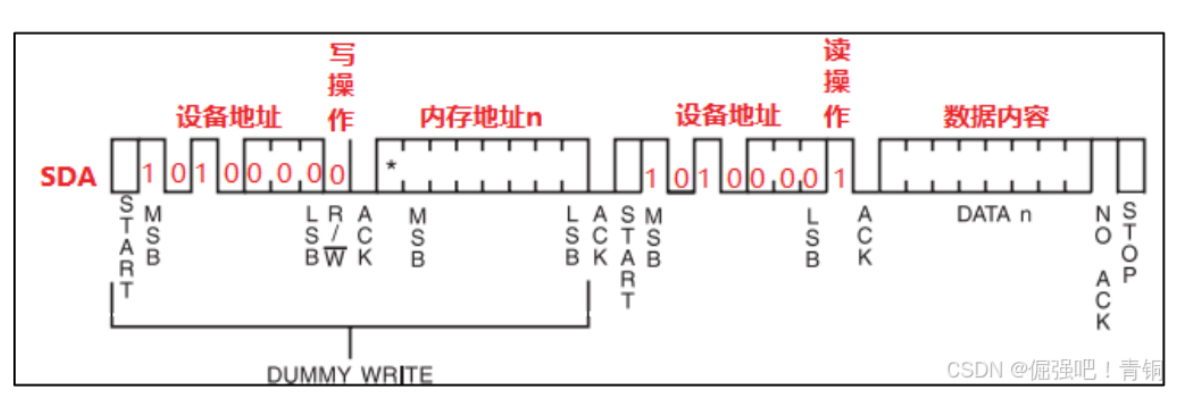 写操作
读操作
设备地址
内存地址n
设备地址
数据内容
SDA
1 0 1 0 0 0 0 0
*
1 0 1 0 0 0 0 1
START
MSB
LSB
R/W
ACK
MSB
LSB
ACK
START
MSB
LSB
ACK
DATA n
NO ACK
STOP
DUMMY WRITE
CSDN @倔强吧！青铜